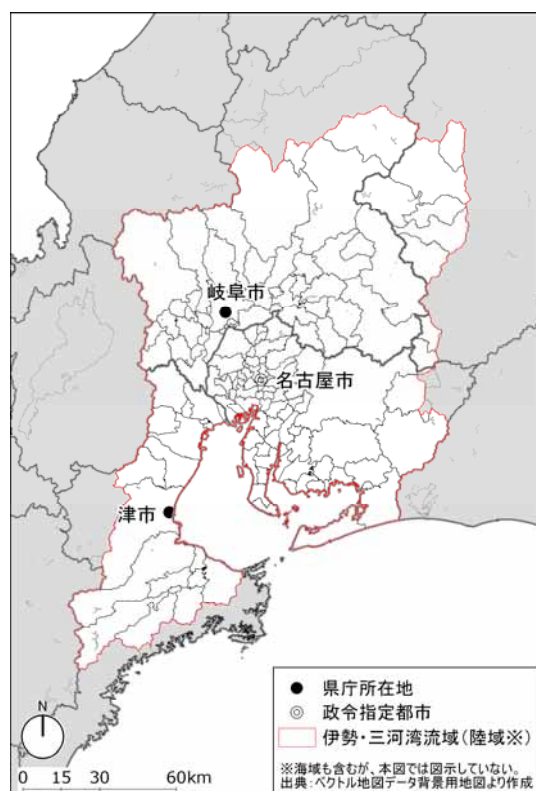 岐阜市
名古屋市
津市
N
0 15 30 60km
県庁所在地
政令指定都市
伊勢・三河湾流域(陸域※)
※海域も含むが、本図では図示していない。
出典:ベクトル地図データ背景用地図より作成